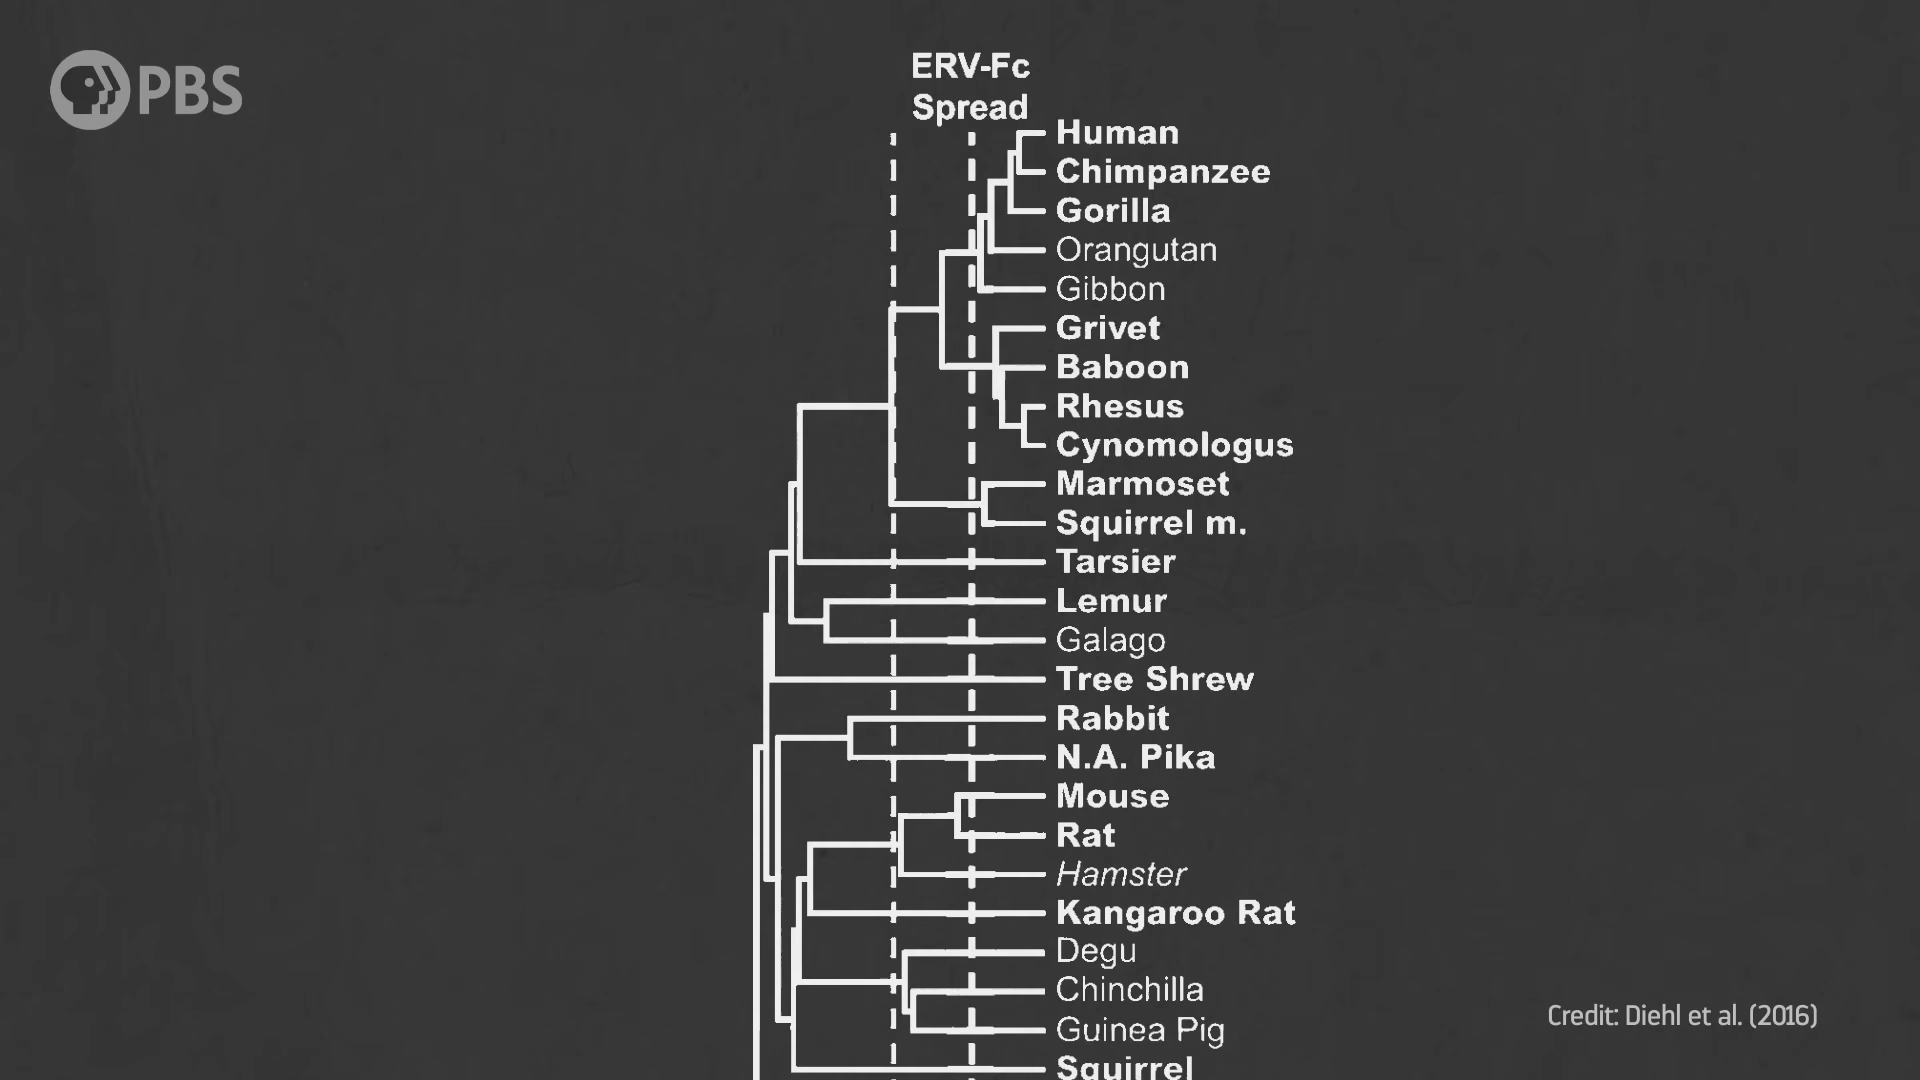 PBS
ERV-Fc
Spread
Human
Chimpanzee
Gorilla
Orangutan
Gibbon
Grivet
Baboon
Rhesus
Cynomologus
Marmoset
Squirrel m.
Tarsier
Lemur
Galago
Tree Shrew
Rabbit
N.A. Pika
Mouse
Rat
Hamster
Kangaroo Rat
Degu
Chinchilla
Guinea Pig
Squirrel
Credit: Diehl et al. (2016)